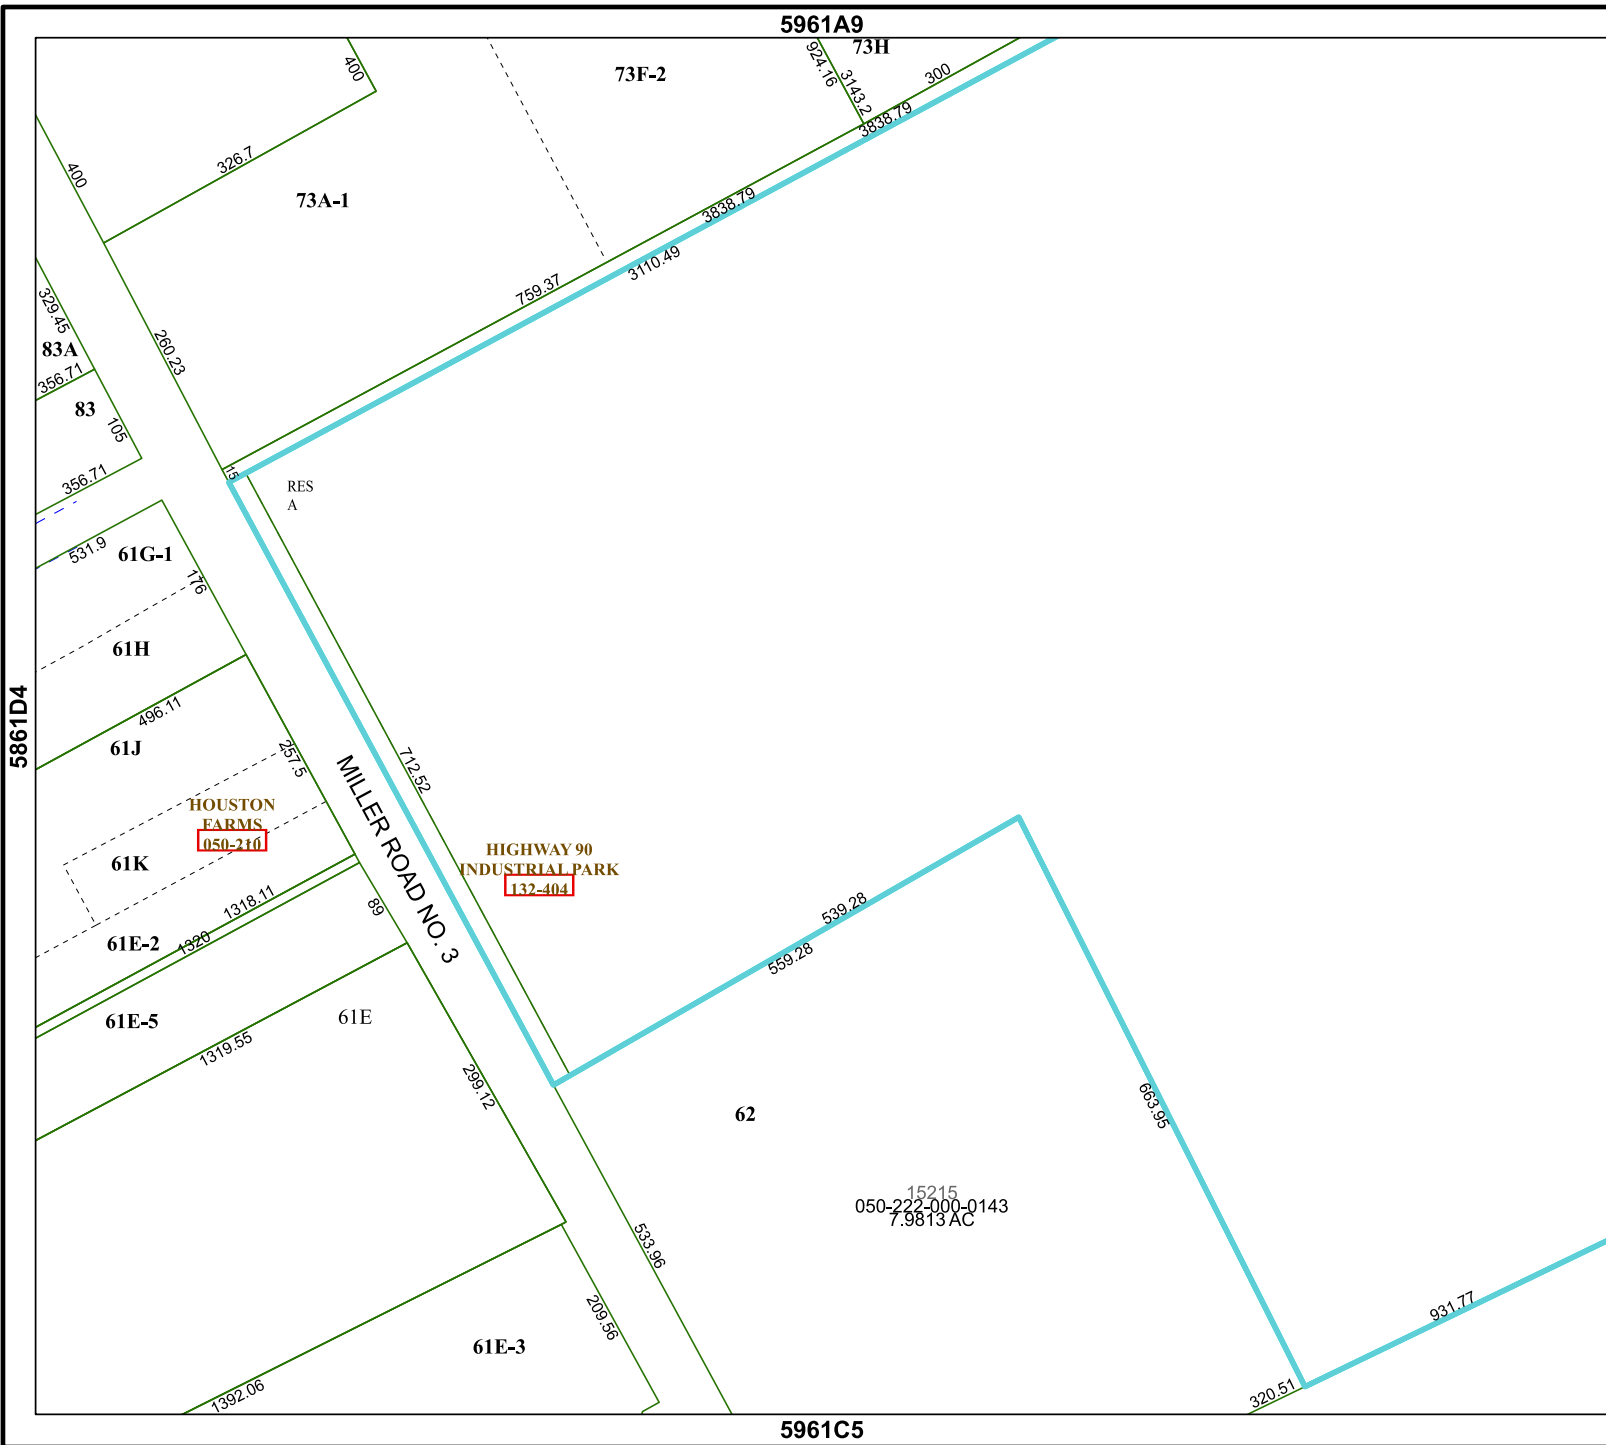 5961A9
73H
400
73F-2
924.16
3143.2
300
3838.79
326.7
400
73A-1
3838.79
3110.49
759.37
329.45
260.23
83A
356.71
83
105
356.71
15
RES
A
531.9
61G-1
176
61H
496.11
61J
257.5
5861D4
MILLER ROAD NO. 3
712.52
HOUSTON
FARMS
050-210
61K
HIGHWAY 90
INDUSTRIAL PARK
132-404
1318.11
89
539.28
61E-2
1320
559.28
61E-5
61E
1319.55
299.12
62
663.95
15215
050-222-000-0143
7.9813 AC
533.96
209.56
931.77
61E-3
1392.06
320.51
5961C5